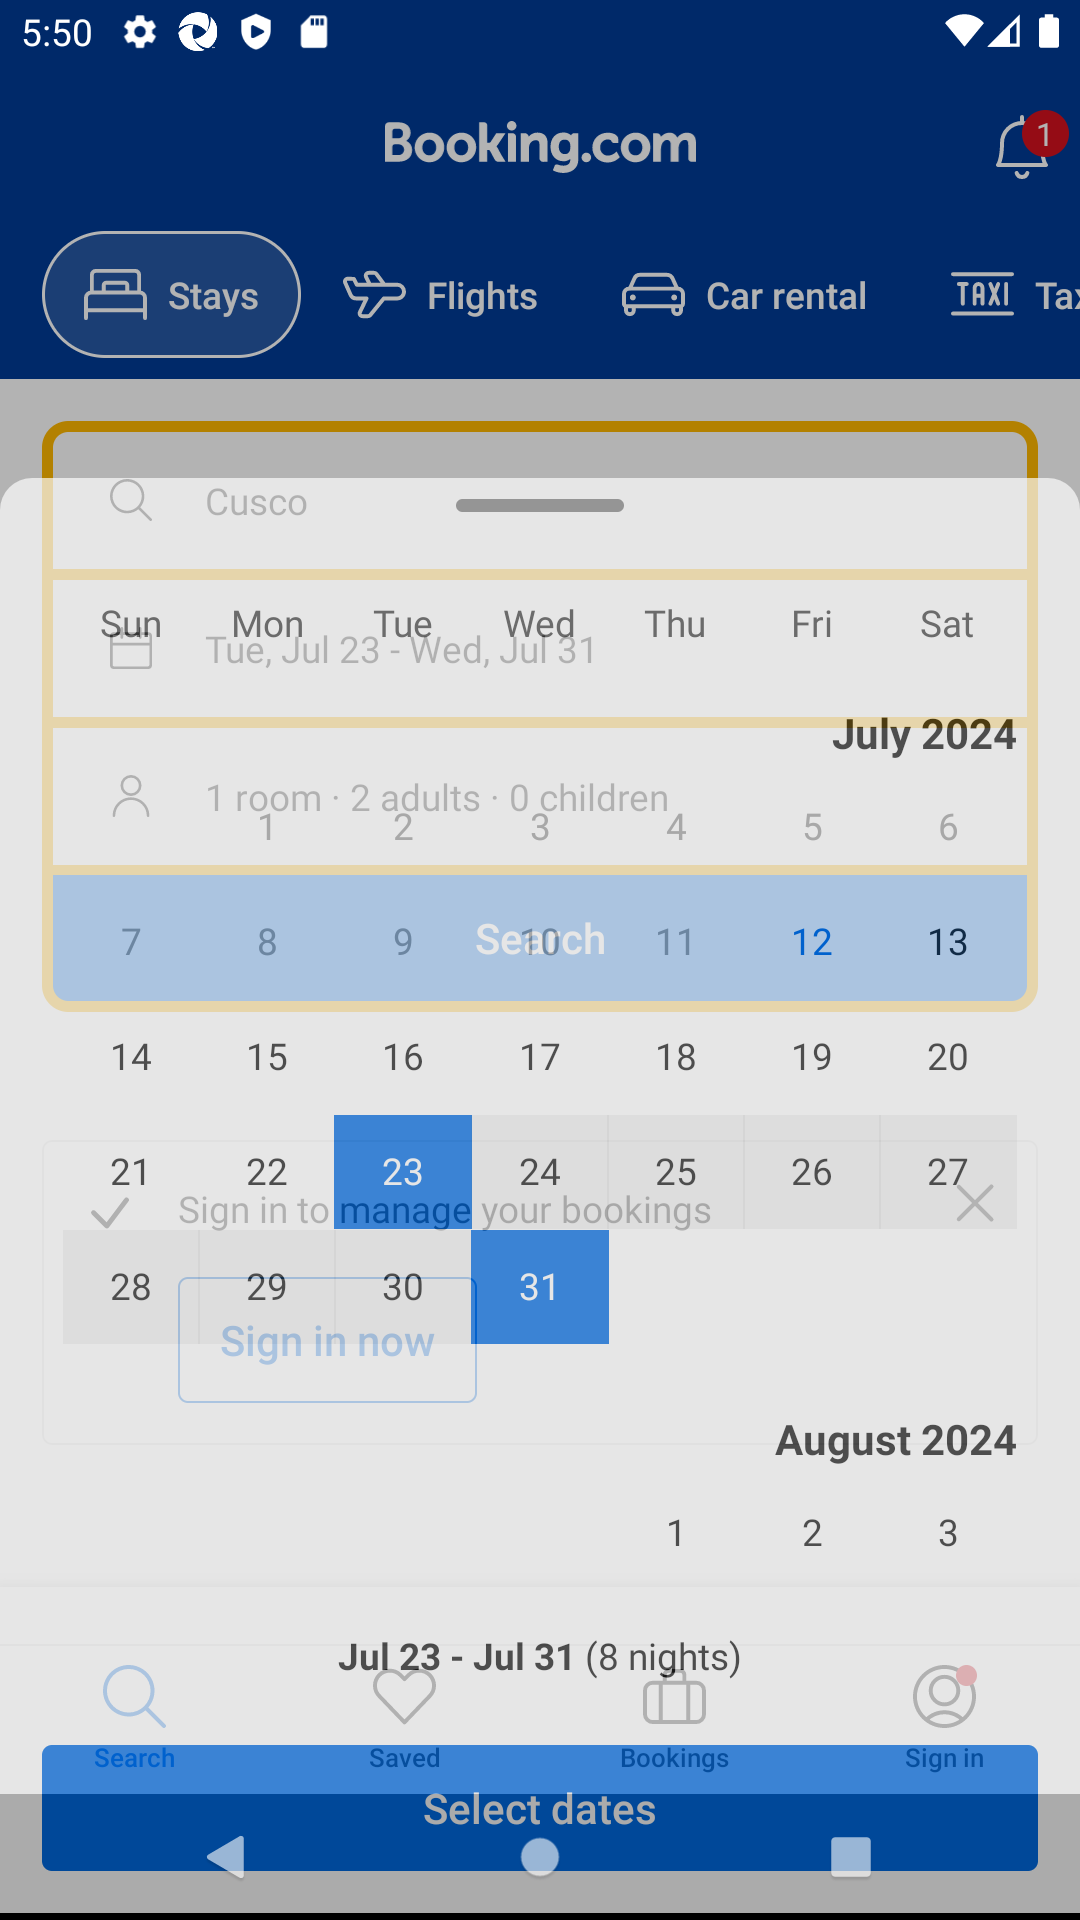 5:50
Booking.com
1
Stays
Flights
Car rental
TAXI
Tax
Cusco
Sun Mon Tue Wed Thu Fri Sat
Tue, Jul 23 - Wed, Jul 31
July 2024
1 room · 2 adults · 0 children
1 2 3 4 5 6
7 8 9 10 11 12 13
Search
14 15 16 17 18 19 20
21 22 23 24 25 26 27
Sign in to manage your bookings
28 29 30 31
Sign in now
August 2024
1 2 3
Jul 23 - Jul 31 (8 nights)
Search
Saved
Bookings
Sign in
Select dates